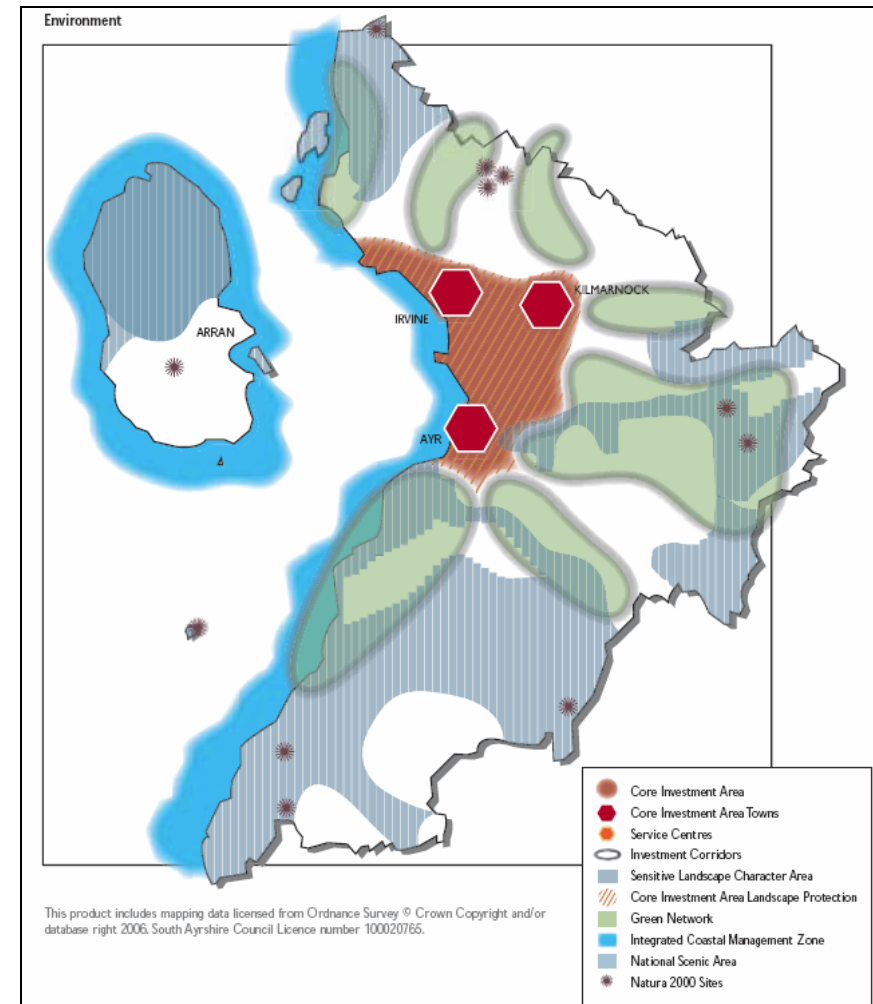 Environment
KILMARNOCK
IRVINE
ARRAN
AYR
Core Investment Area
Core Investment Area Towns
Service Centres
Investment Corridors
Sensitive Landscape Character Area
Core Investment Area Landscape Protection
Green Network
Integrated Coastal Management Zone
National Scenic Area
Natura 2000 Sites
This product includes mapping data licensed from Ordnance Survey © Crown Copyright and/or
database right 2006. South Ayrshire Council Licence number 100020765.